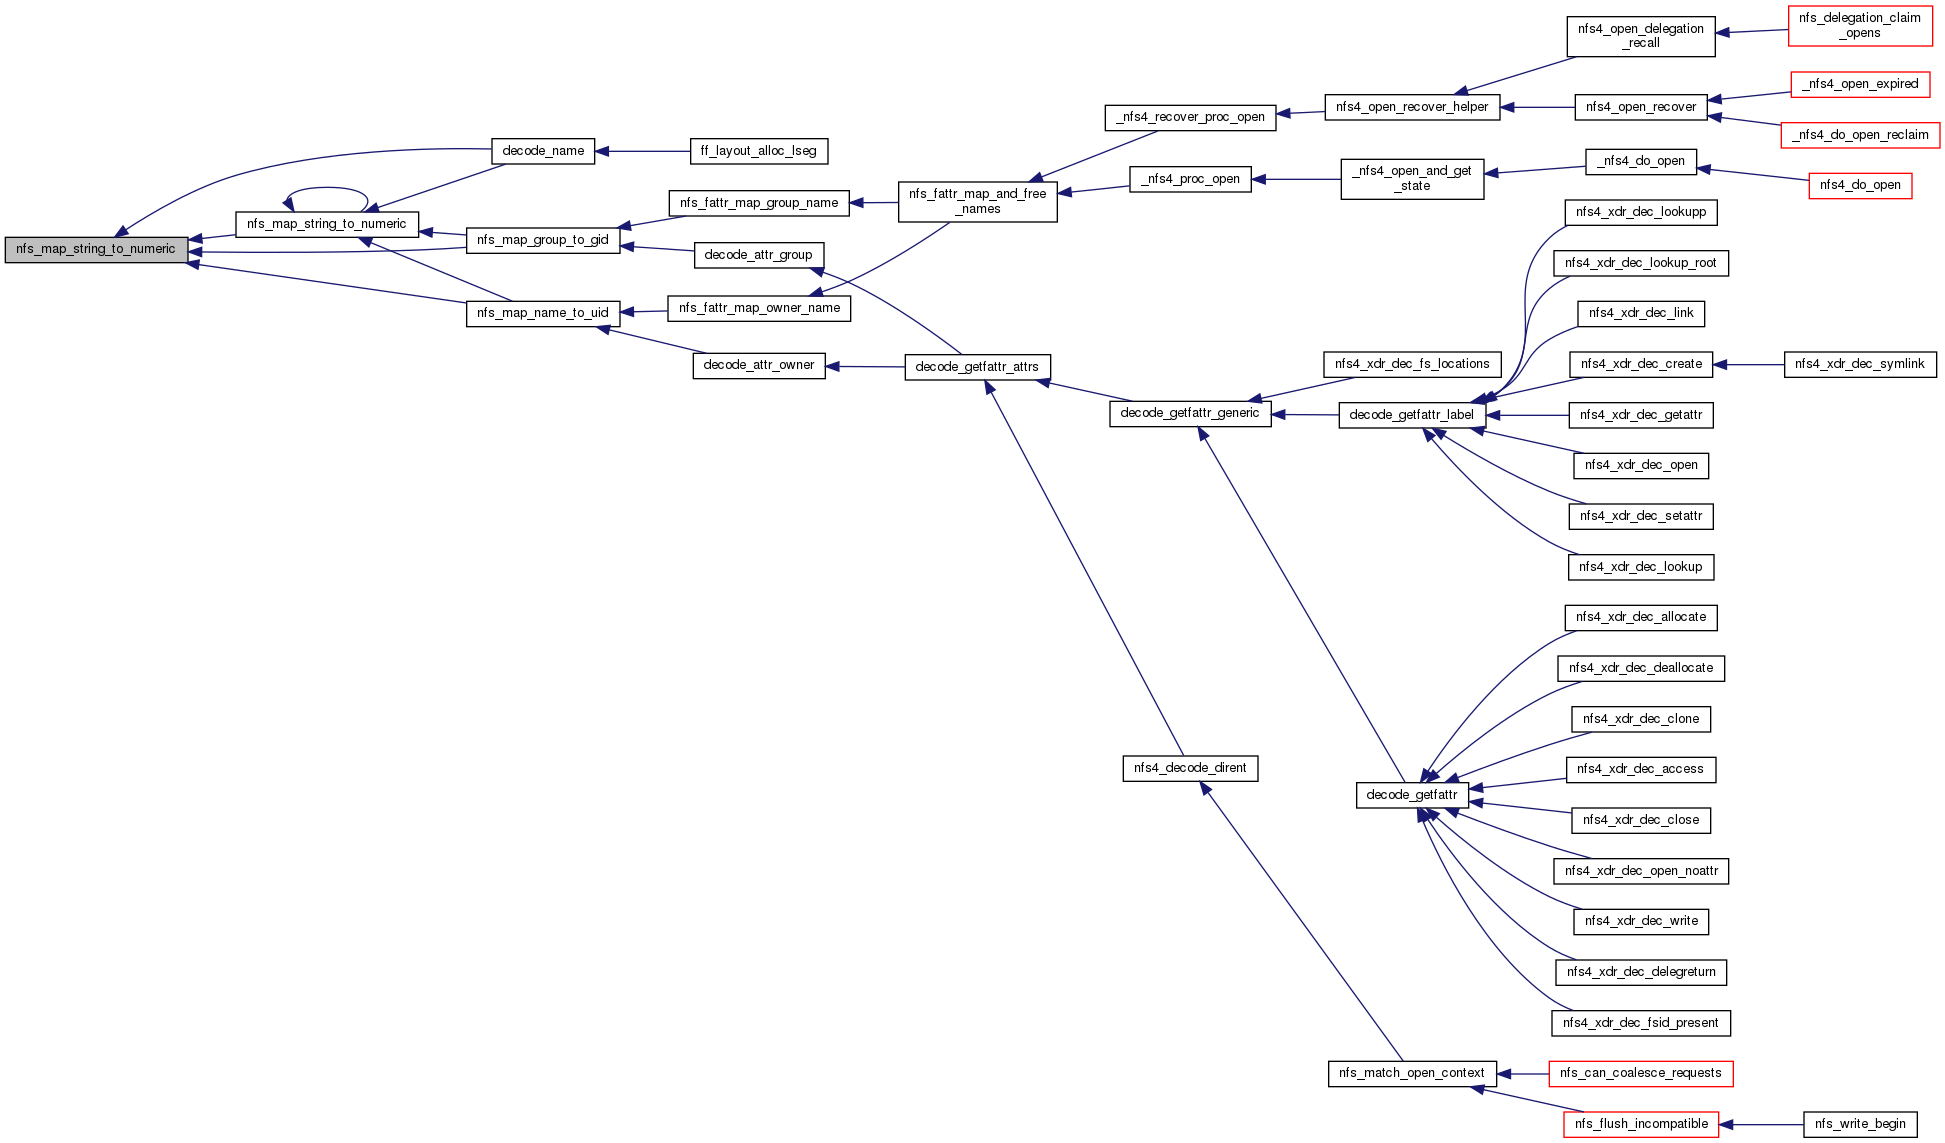 nfs_map_string_to_numeric
nfs_map_string_to_numeric
decode_name
ff_layout_alloc_lseg
nfs_map_group_to_gid
nfs_map_name_to_uid
nfs_fattr_map_group_name
decode_attr_group
nfs_fattr_map_owner_name
decode_attr_owner
nfs_fattr_map_and_free
_names
decode_getfattr_attrs
_nfs4_recover_proc_open
_nfs4_proc_open
nfs4_open_recover_helper
_nfs4_open_and_get
_state
nfs4_open_delegation
_recall
nfs_delegation_claim
_opens
nfs4_open_recover
_nfs4_open_expired
_nfs4_do_open_reclaim
_nfs4_do_open
nfs4_do_open
decode_getfattr_generic
nfs4_xdr_dec_fs_locations
decode_getfattr_label
nfs4_xdr_dec_lookupp
nfs4_xdr_dec_lookup_root
nfs4_xdr_dec_link
nfs4_xdr_dec_create
nfs4_xdr_dec_symlink
nfs4_xdr_dec_getattr
nfs4_xdr_dec_open
nfs4_xdr_dec_setattr
nfs4_xdr_dec_lookup
decode_getfattr
nfs4_xdr_dec_allocate
nfs4_xdr_dec_deallocate
nfs4_xdr_dec_clone
nfs4_xdr_dec_access
nfs4_xdr_dec_close
nfs4_xdr_dec_open_noattr
nfs4_xdr_dec_write
nfs4_xdr_dec_delegreturn
nfs4_xdr_dec_fsid_present
nfs4_decode_dirent
nfs_match_open_context
nfs_can_coalesce_requests
nfs_flush_incompatible
nfs_write_begin